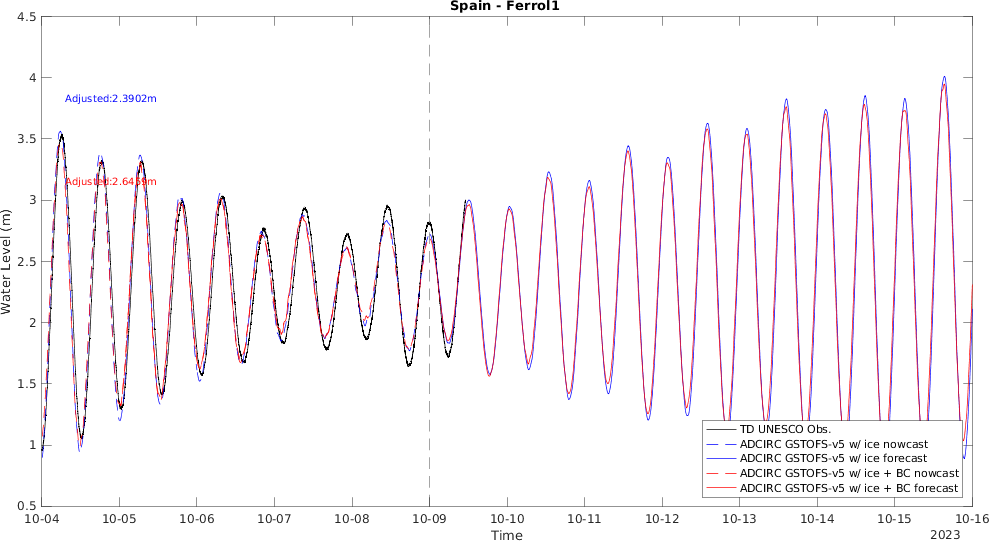 Spain - Ferrol1
4.5
4
3.5
3
2.5
2
1.5
1
0.5
Water Level (m)
Adjusted:2.3902m
Adjusted:2.6459m
TD UNESCO Obs.
ADCIRC GSTOFS-v5 w/ ice nowcast
ADCIRC GSTOFS-v5 w/ ice forecast
ADCIRC GSTOFS-v5 w/ ice + BC nowcast
ADCIRC GSTOFS-v5 w/ ice + BC forecast
10-04 10-05 10-06 10-07 10-08 10-09 10-10 10-11 10-12 10-13 10-14 10-15 10-16
Time
2023